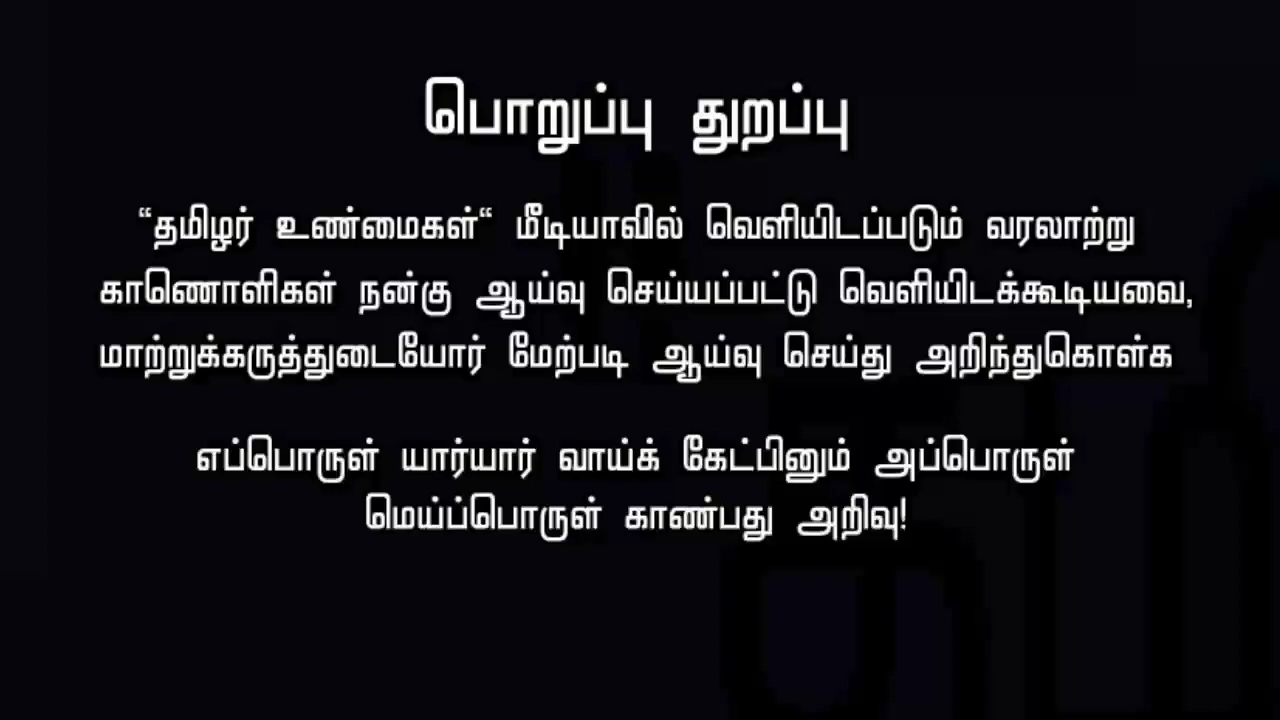 பொறுப்பு துறப்பு
“தமிழர் உண்மைகள்“ மீடியாவில் வெளியிடப்படும் வரலாற்று
காணொளிகள் நன்கு ஆய்வு செய்யப்பட்டு வெளியிடக்கூடியவை,
மாற்றுக்கருத்துடையோர் மேற்படி ஆய்வு செய்து அறிந்துகொள்க
எப்பொருள் யார்யார் வாய்க் கேட்பினும் அப்பொருள்
மெய்ப்பொருள் காண்பது அறிவு!